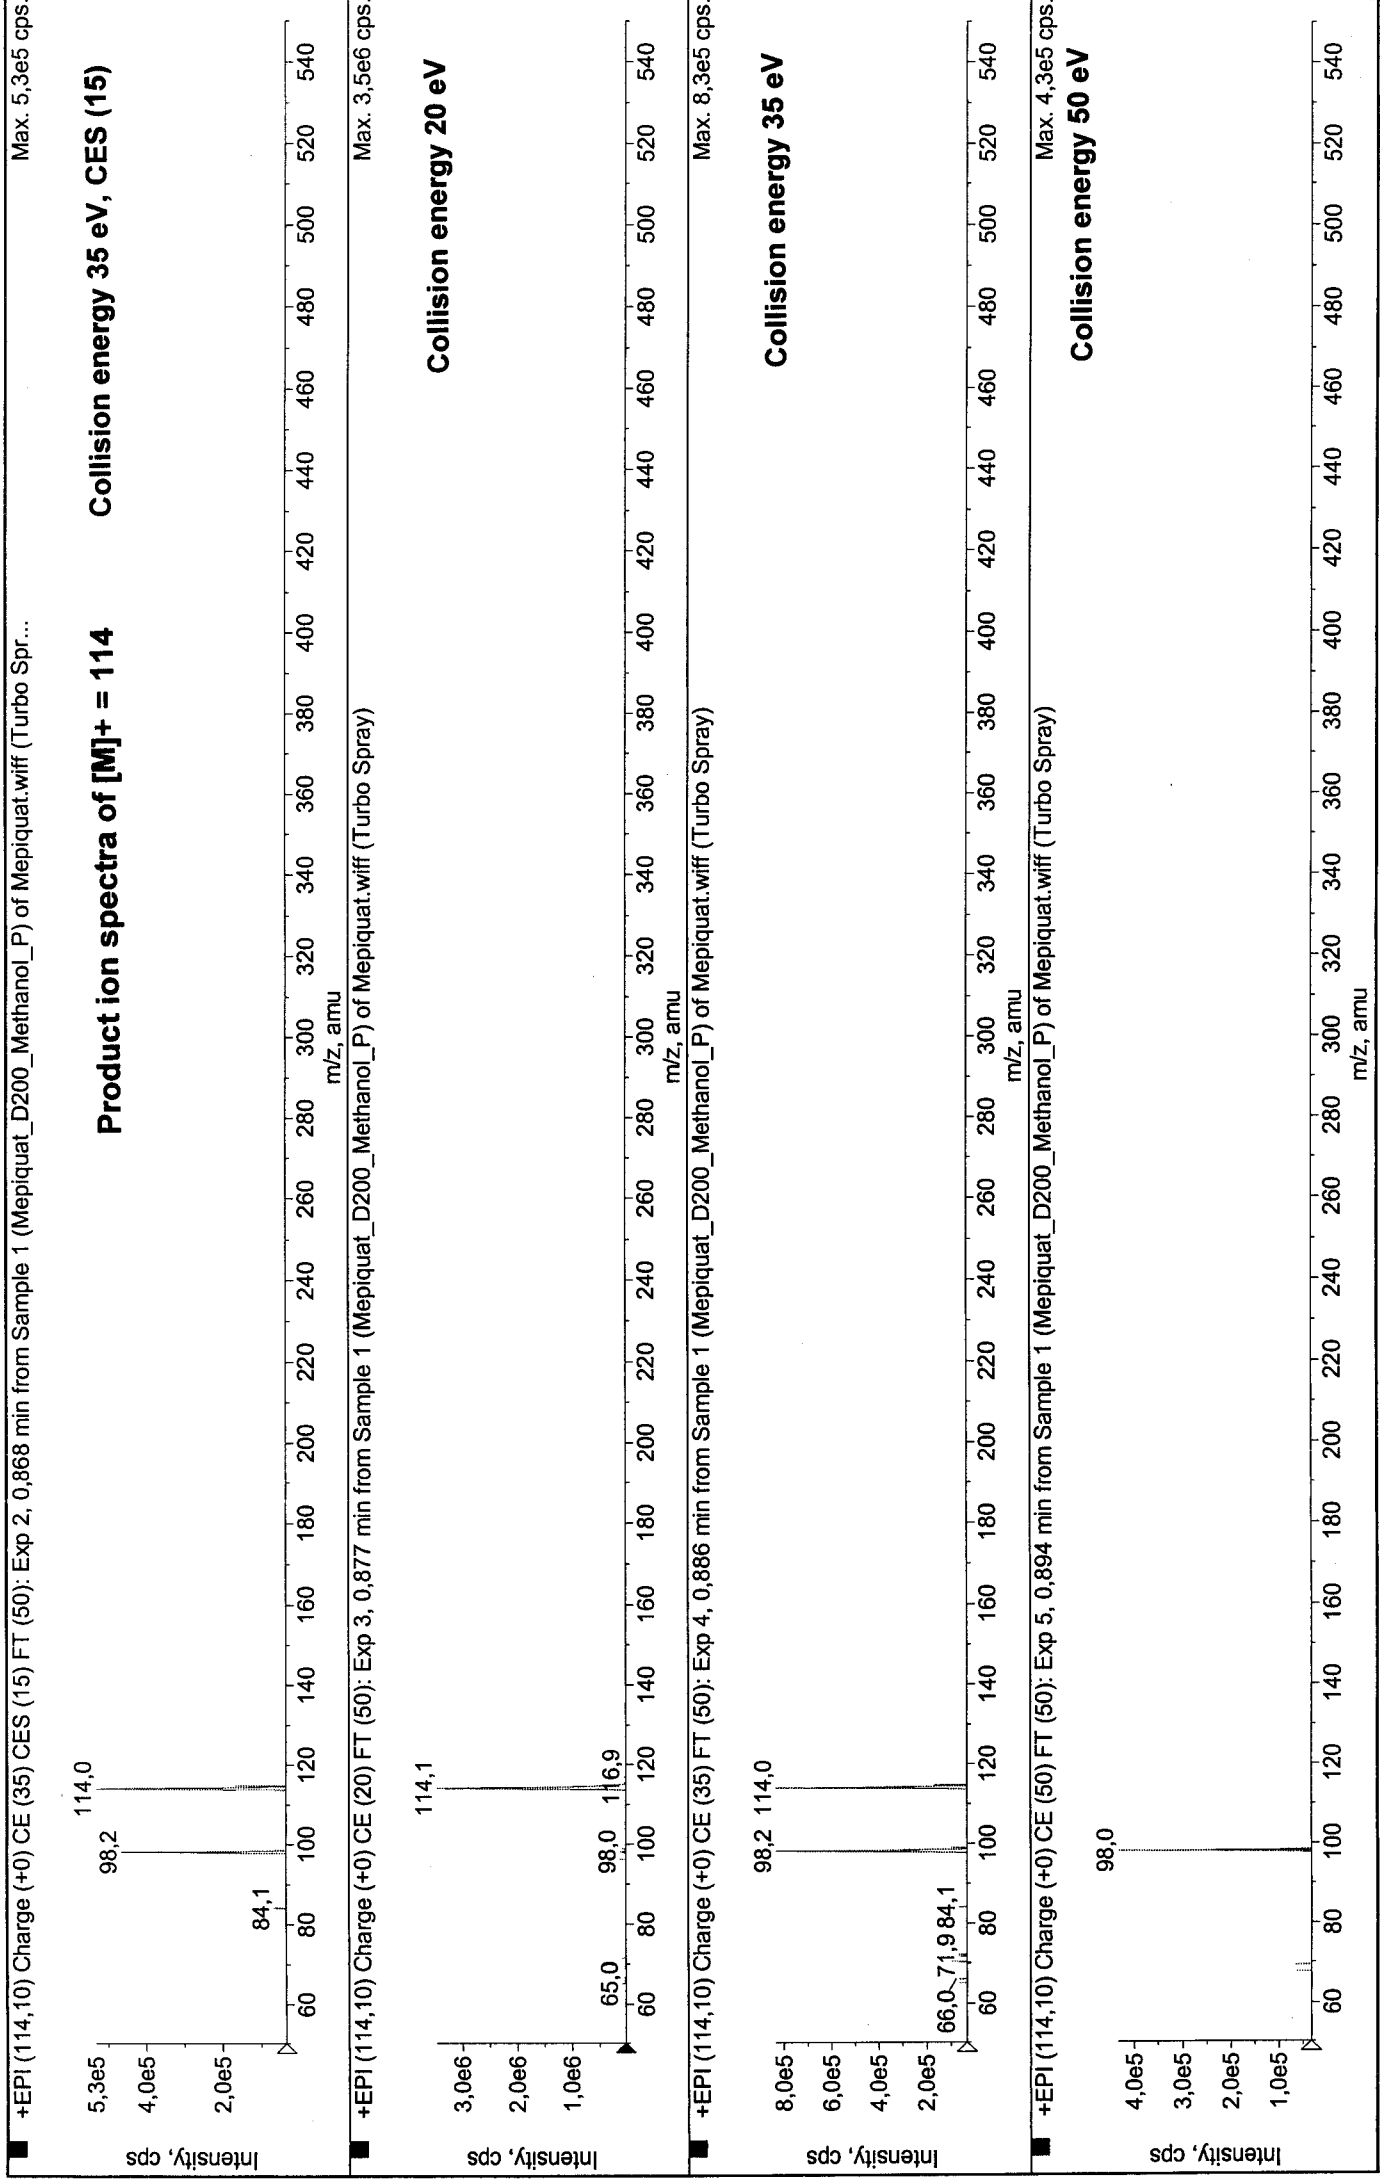 +EPI (114,10) Charge (+0) CE (35) CES (15) FT (50): Exp 2, 0,868 min from Sample 1 (Mepiquat_D200_Methanol_P) of Mepiquat.wiff (Turbo Spr... Max. 5,3e5 cps.
Product ion spectra of [M]+ = 114 Collision energy 35 eV, CES (15)
Intensity, cps
5,3e5
4,0e5
2,0e5
84,1
98,2
114,0
60 80 100 120 140 160 180 200 220 240 260 280 300 320 340 360 380 400 420 440 460 480 500 520 540
m/z, amu
+EPI (114,10) Charge (+0) CE (20) FT (50): Exp 3, 0,877 min from Sample 1 (Mepiquat_D200_Methanol_P) of Mepiquat.wiff (Turbo Spray) Max. 3,5e6 cps.
Collision energy 20 eV
Intensity, cps
3,0e6
2,0e6
1,0e6
65,0
98,0
114,1
116,9
60 80 100 120 140 160 180 200 220 240 260 280 300 320 340 360 380 400 420 440 460 480 500 520 540
m/z, amu
+EPI (114,10) Charge (+0) CE (35) FT (50): Exp 4, 0,886 min from Sample 1 (Mepiquat_D200_Methanol_P) of Mepiquat.wiff (Turbo Spray) Max. 8,3e5 cps.
Collision energy 35 eV
Intensity, cps
8,0e5
6,0e5
4,0e5
2,0e5
66,0 71,9 84,1
98,2 114,0
60 80 100 120 140 160 180 200 220 240 260 280 300 320 340 360 380 400 420 440 460 480 500 520 540
m/z, amu
+EPI (114,10) Charge (+0) CE (50) FT (50): Exp 5, 0,894 min from Sample 1 (Mepiquat_D200_Methanol_P) of Mepiquat.wiff (Turbo Spray) Max. 4,3e5 cps.
Collision energy 50 eV
Intensity, cps
4,0e5
3,0e5
2,0e5
1,0e5
98,0
60 80 100 120 140 160 180 200 220 240 260 280 300 320 340 360 380 400 420 440 460 480 500 520 540
m/z, amu